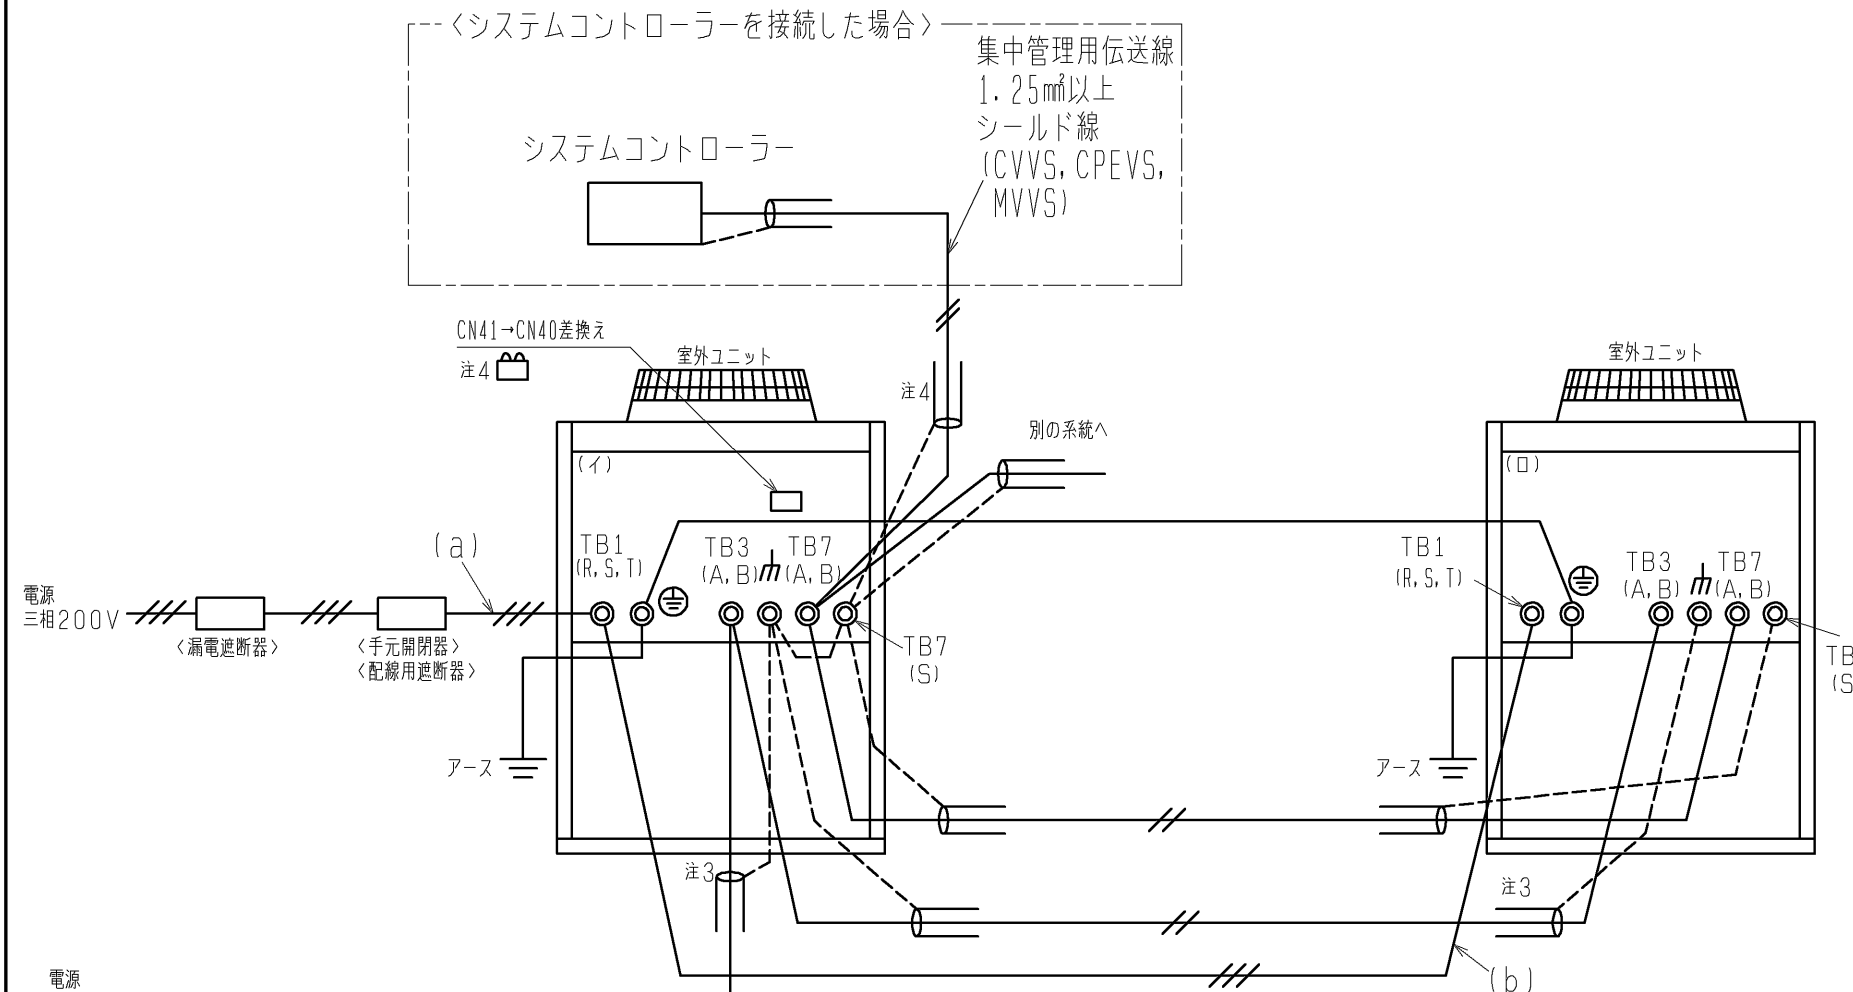 〈システムコントローラーを接続した場合〉
集中管理用伝送線
1.25㎟以上
シールド線
(CVVS, CPEVS,
MVVS)
システムコントローラー
CN41→CN40差換え
注4
室外ユニット
注4
別の系統へ
室外ユニット
(イ)
(ロ)
(a)
TB1
(R, S, T)
TB3
(A, B)
TB7
(A, B)
TB1
(R, S, T)
TB3
(A, B)
TB7
(A, B)
電源
三相200V
〈漏電遮断器〉
〈手元開閉器〉
〈配線用遮断器〉
TB7
(S)
TB
(S
アース
アース
注3
注3
(b)
電源